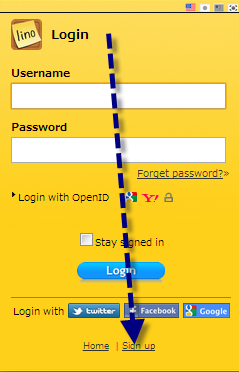 lino Login
Username
Password
Forget password?»
Login with OpenID Y!
Stay signed in
Login
Login with twitter Facebook Google
Home | Sign up